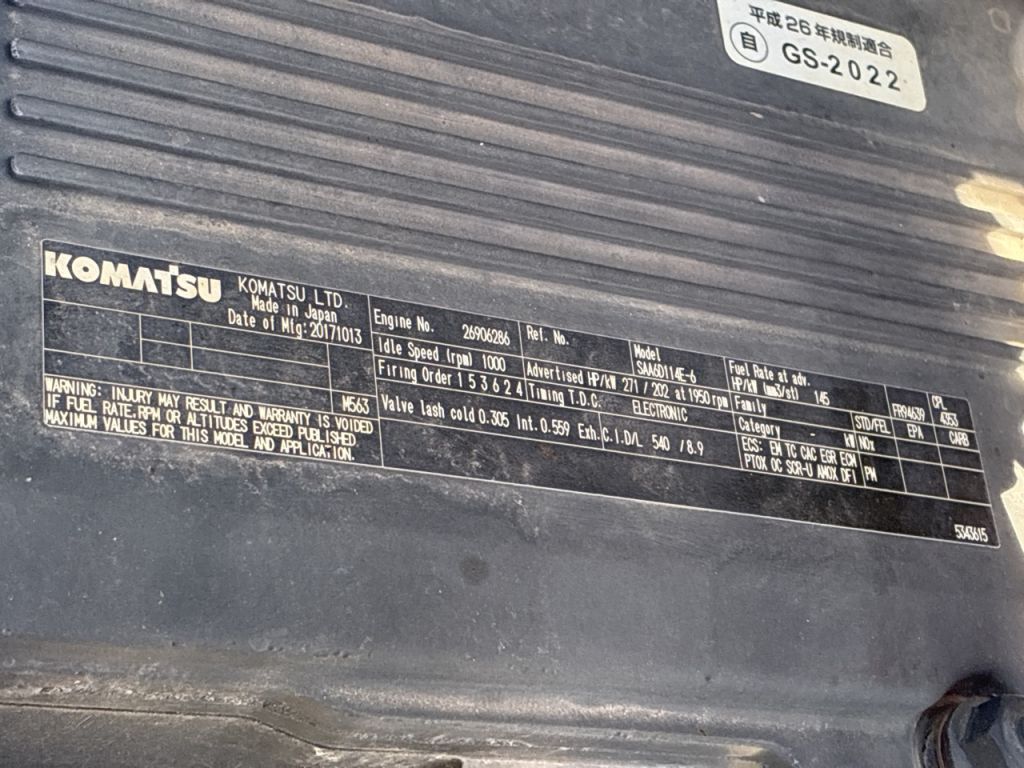 平成26年規制適合
自 GS-2022
KOMATSU KOMATSU LTD.
Made in Japan
Date of Mfg:20171013
M563
WARNING: INJURY MAY RESULT AND WARRANTY IS VOIDED
IF FUEL RATE,RPM OR ALTITUDES EXCEED PUBLISHED
MAXIMUM VALUES FOR THIS MODEL AND APPLICATION.
Engine No. 26906286
Idle Speed (rpm) 1000
Firing Order 1 5 3 6 2 4
Valve lash cold 0.305 Int. 0.559 Exh.
Ref. No.
Model
SAA6D114E-6
Advertised HP/kW 271 / 202 at 1950 rpm
Timing T.D.C. ELECTRONIC
C.I.D/L 540 /8.9
Fuel Rate at adv.
HP/kW (mm3/st) 145
Family
Category - kW
ECS: EM TC CAC EGR ECM
PTOX OC SCR-U AMOX DFI
FR94639
CPL
4353
STD/FEL EPA CARB
NOx
PM
5343615